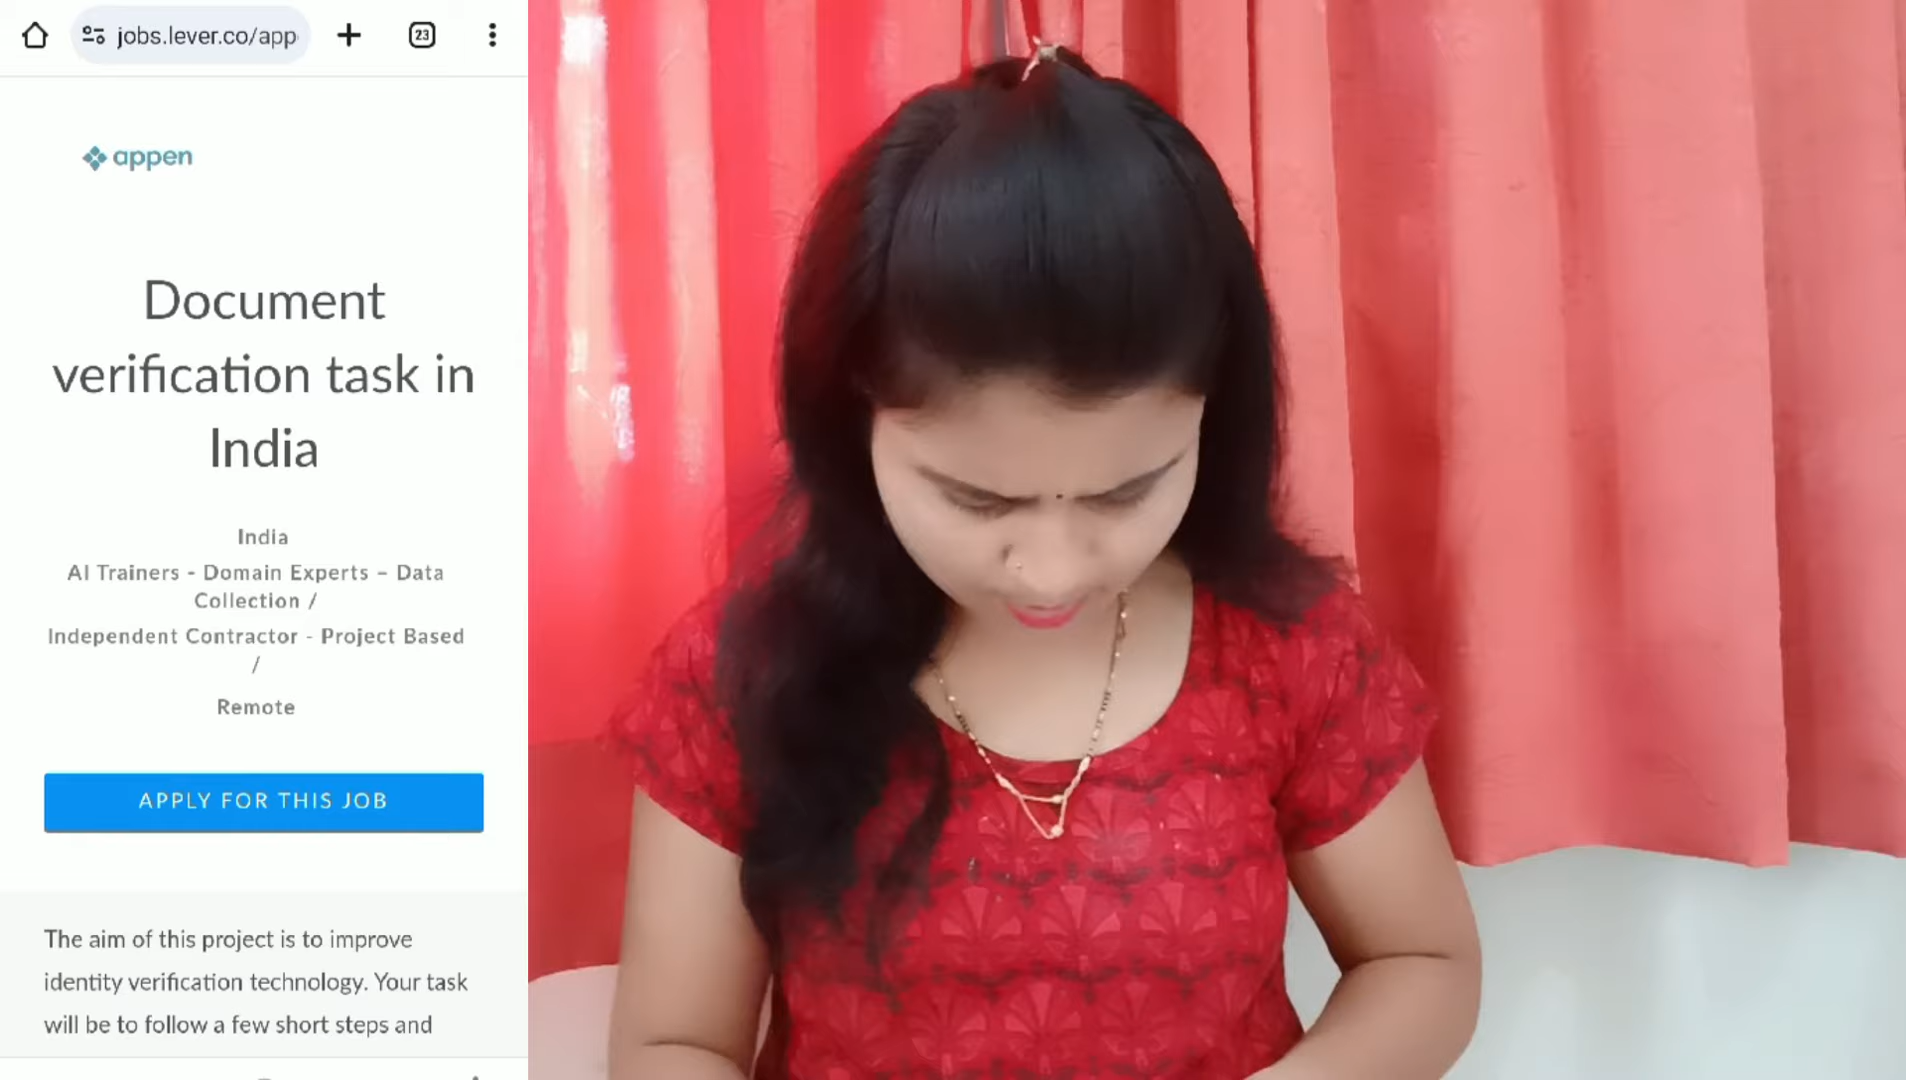 jobs.lever.co/app
23
appen
Document
verification task in
India
India
AI Trainers - Domain Experts – Data
Collection /
Independent Contractor - Project Based
/
Remote
APPLY FOR THIS JOB
The aim of this project is to improve
identity verification technology. Your task
will be to follow a few short steps and